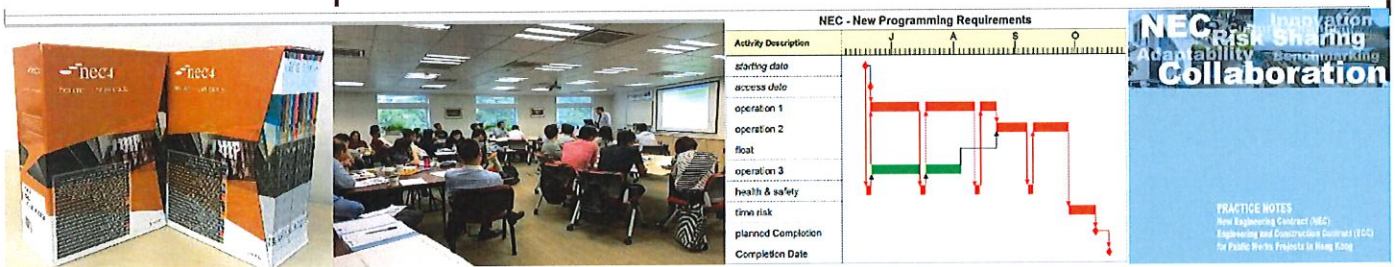 nec4
nec4
NEC - New Programming Requirements
Activity Description
J A S O
starting date
access date
operation 1
operation 2
float
operation 3
health & safety
time risk
planned Completion
Completion Date
NEC Innovation
Risk Sharing
Adaptability Benchmarking
Collaboration
PRACTICE NOTES
New Engineering Contract (NEC)
Engineering and Construction Contract (ECC)
for Public Works Projects in Hong Kong